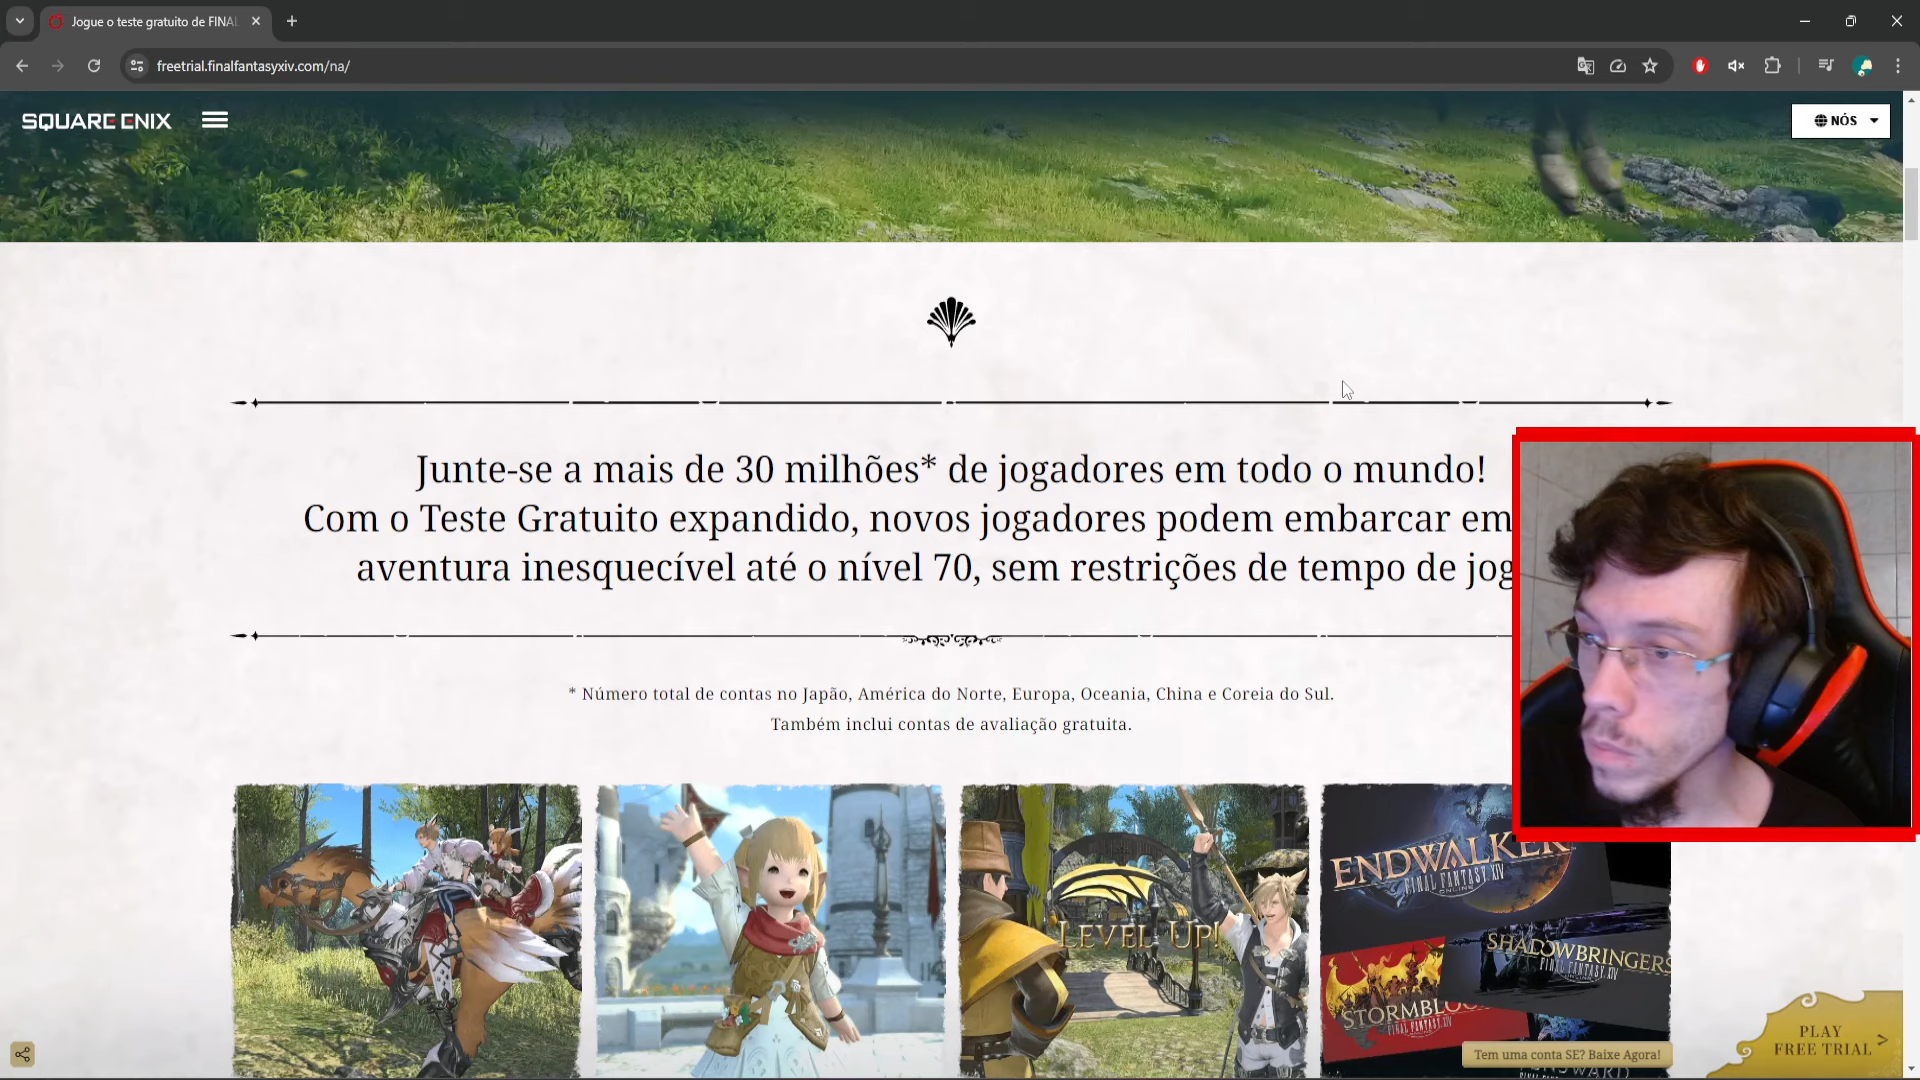 Jogue o teste gratuito de FINAL
freetrial.finalfantasyxiv.com/na/
SQUARE ENIX
NÓS
Junte-se a mais de 30 milhões* de jogadores em todo o mundo!
Com o Teste Gratuito expandido, novos jogadores podem embarcar em
aventura inesquecível até o nível 70, sem restrições de tempo de jog
* Número total de contas no Japão, América do Norte, Europa, Oceania, China e Coreia do Sul.
Também inclui contas de avaliação gratuita.
LEVEL UP!
ENDWALKER
FINAL FANTASY XIV
ONLINE
SHADOWBRINGERS
FINAL FANTASY XIV
STORMBLOO
FINAL FANTASY XIV
Tem uma conta SE? Baixe Agora!
PLAY
FREE TRIAL